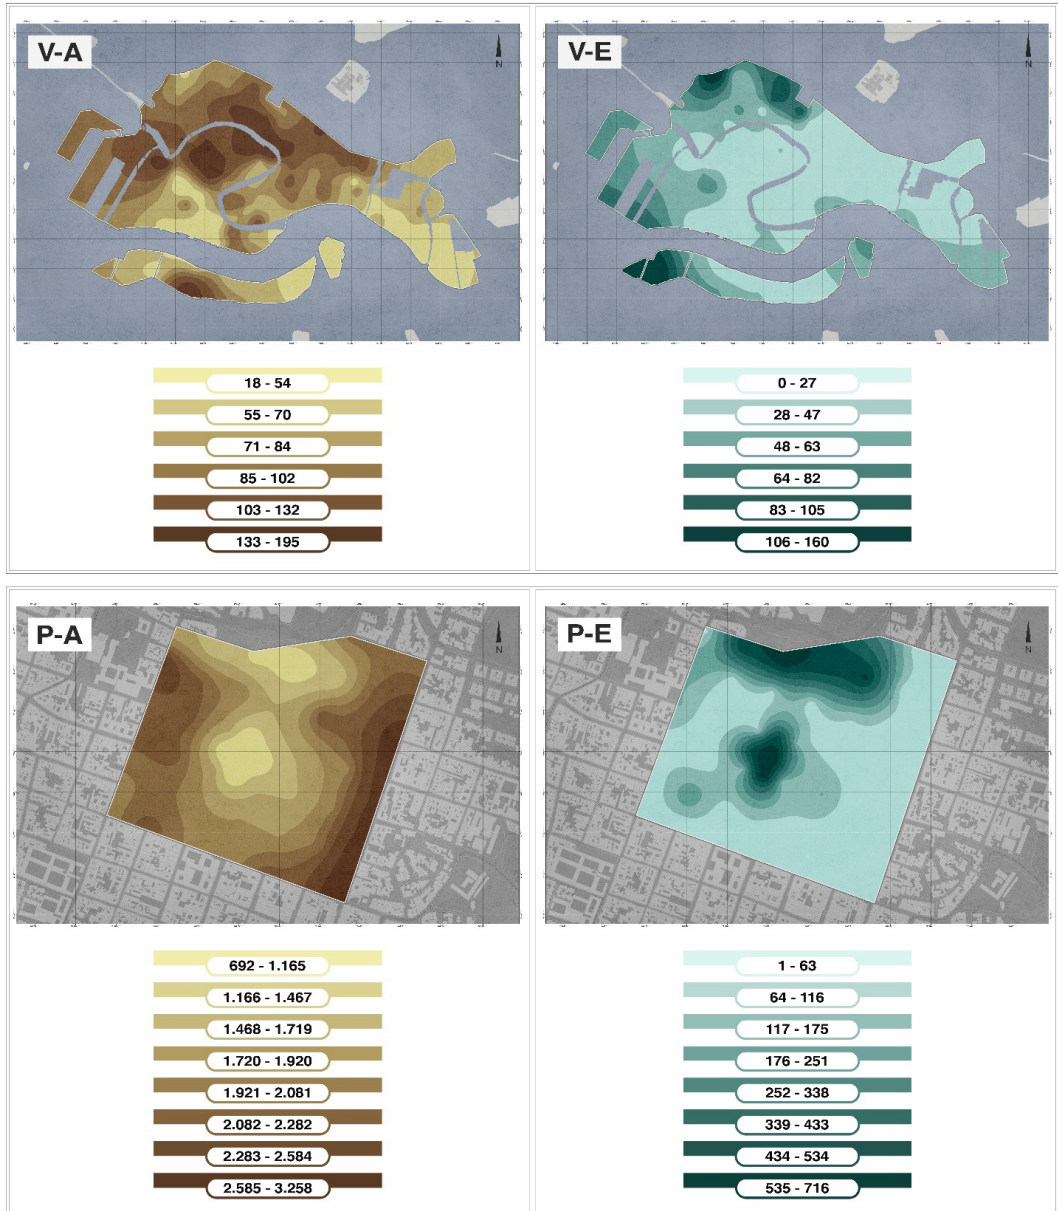 V-A
N
V-E
N
18 - 54
55 - 70
71 - 84
85 - 102
103 - 132
133 - 195
0 - 27
28 - 47
48 - 63
64 - 82
83 - 105
106 - 160
P-A
N
P-E
N
692 - 1.165
1.166 - 1.467
1.468 - 1.719
1.720 - 1.920
1.921 - 2.081
2.082 - 2.282
2.283 - 2.584
2.585 - 3.258
1 - 63
64 - 116
117 - 175
176 - 251
252 - 338
339 - 433
434 - 534
535 - 716